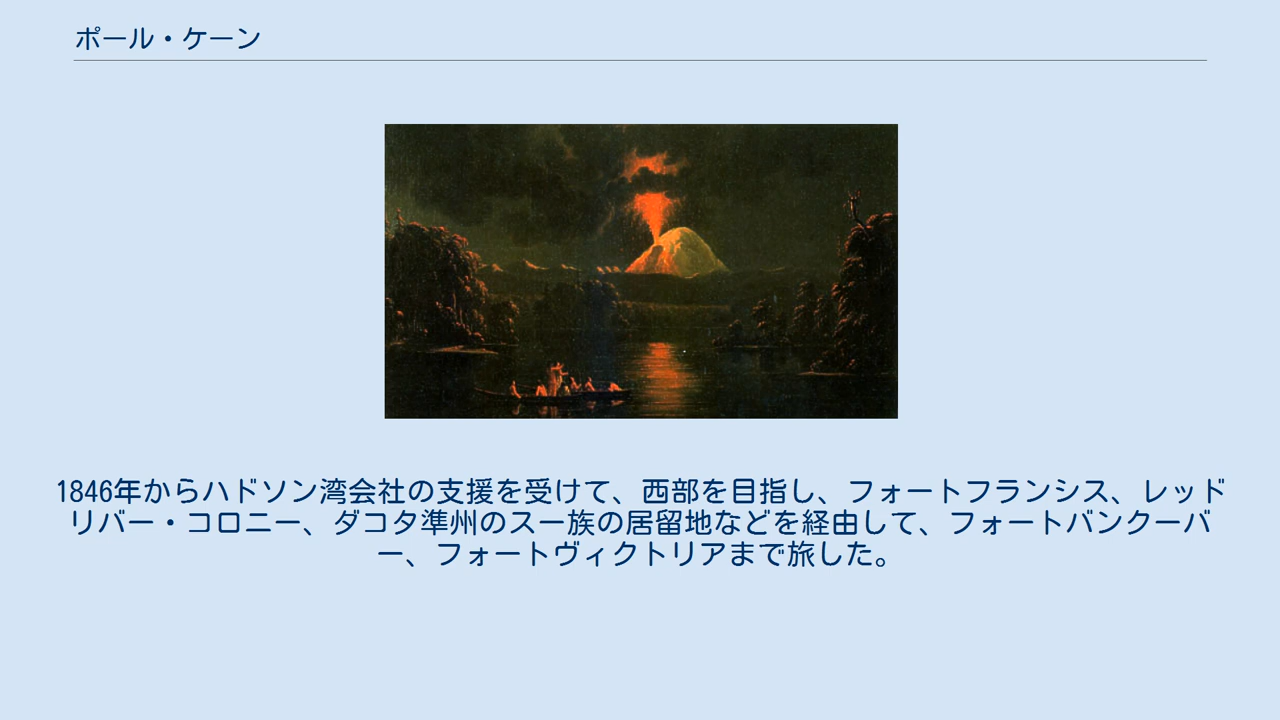 ポール・ケーン
1846年からハドソン湾会社の支援を受けて、西部を目指し、フォートフランシス、レッド
リバー・コロニー、ダコタ準州のスー族の居留地などを経由して、フォートバンクーバ
ー、フォートヴィクトリアまで旅した。